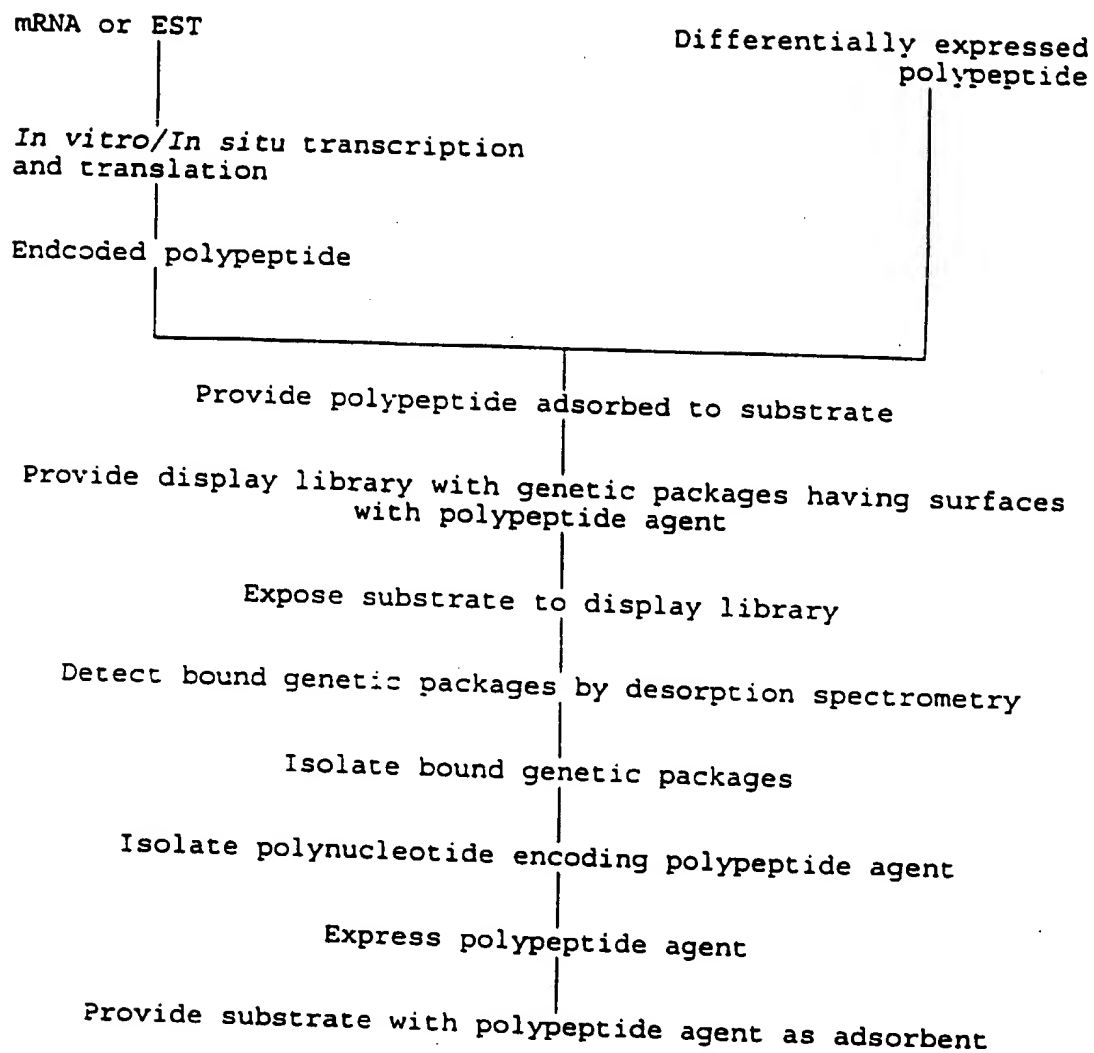 mRNA or EST
Differentially expressed
polypeptide
In vitro/In situ transcription
and translation
Endcoded polypeptide
Provide polypeptide adsorbed to substrate
Provide display library with genetic packages having surfaces
with polypeptide agent
Expose substrate to display library
Detect bound genetic packages by desorption spectrometry
Isolate bound genetic packages
Isolate polynucleotide encoding polypeptide agent
Express polypeptide agent
Provide substrate with polypeptide agent as adsorbent